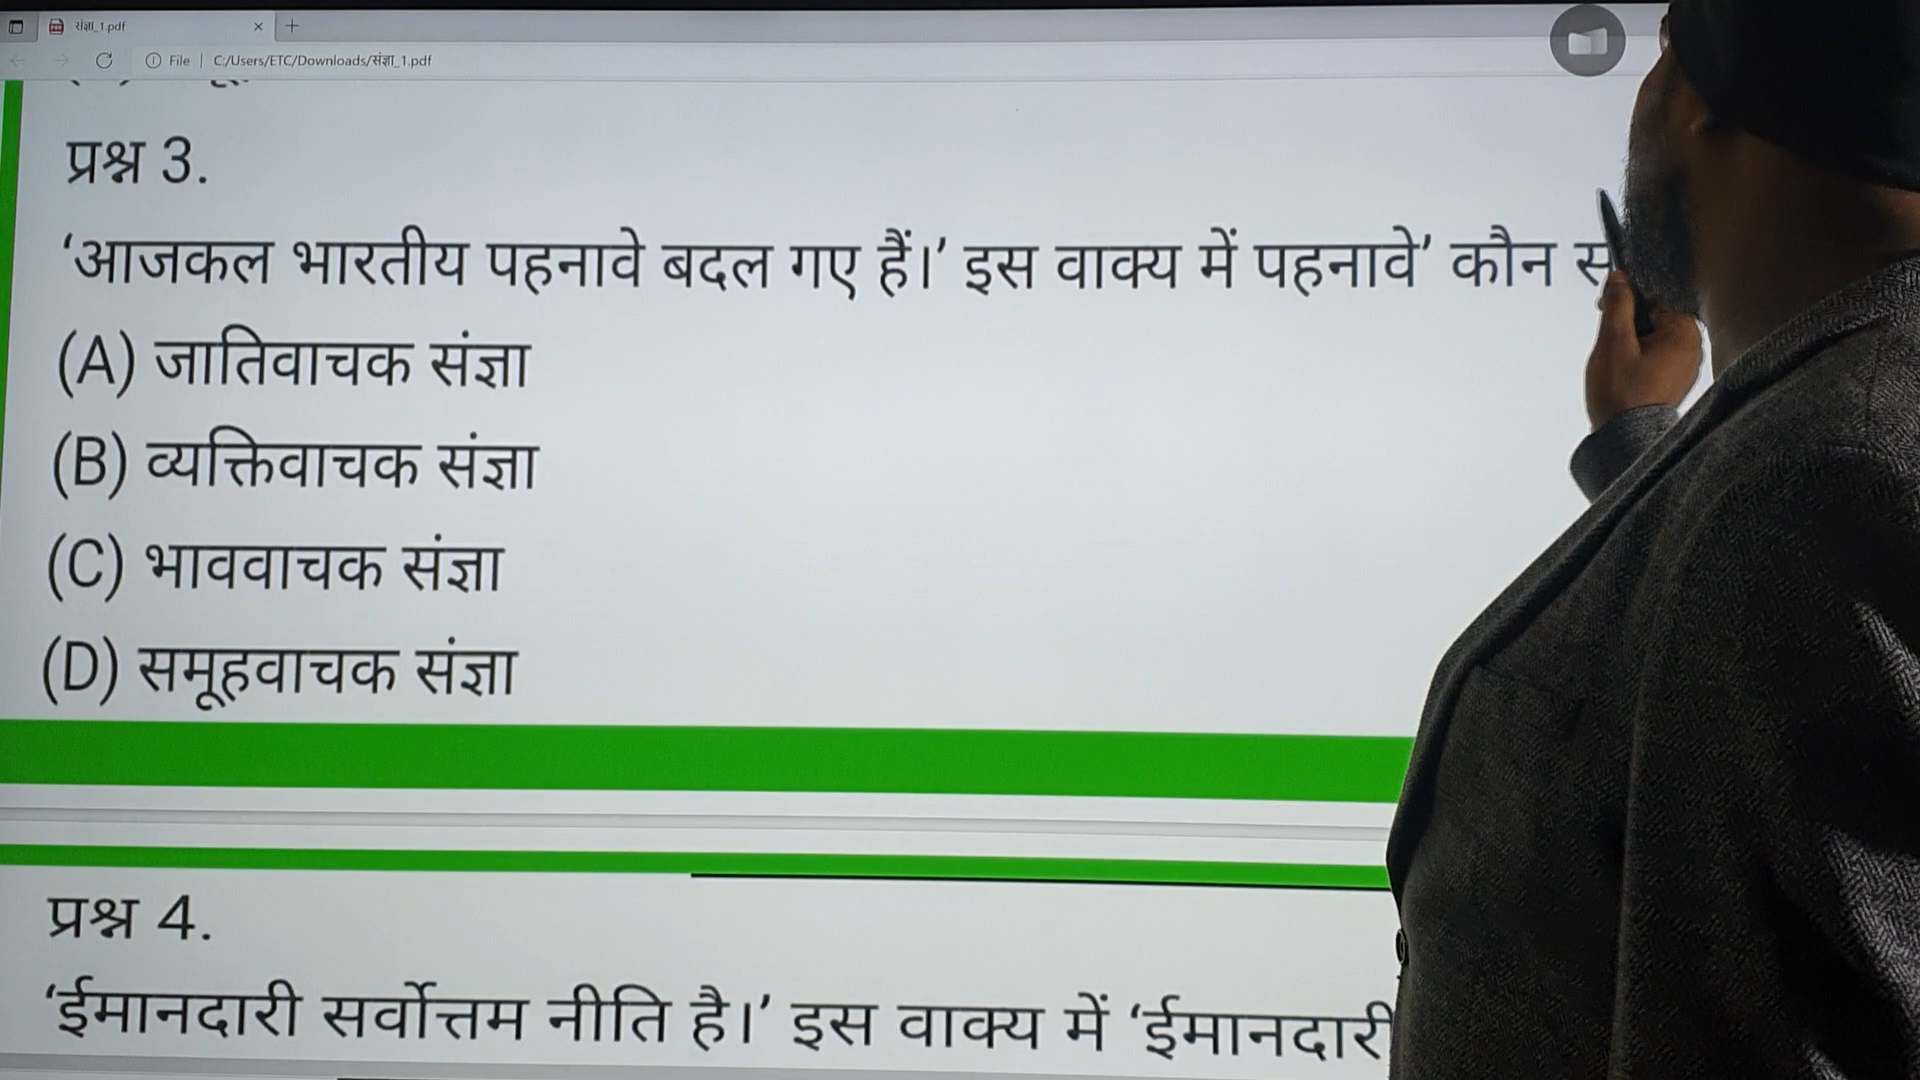 संज्ञा_1.pdf
File | C:/Users/ETC/Downloads/संज्ञा_1.pdf
प्रश्न 3.
‘आजकल भारतीय पहनावे बदल गए हैं।’ इस वाक्य में पहनावे’ कौन
(A) जातिवाचक संज्ञा
(B) व्यक्तिवाचक संज्ञा
(C) भाववाचक संज्ञा
(D) समूहवाचक संज्ञा
प्रश्न 4.
‘ईमानदारी सर्वोत्तम नीति है।’ इस वाक्य में ‘ईमानदारी